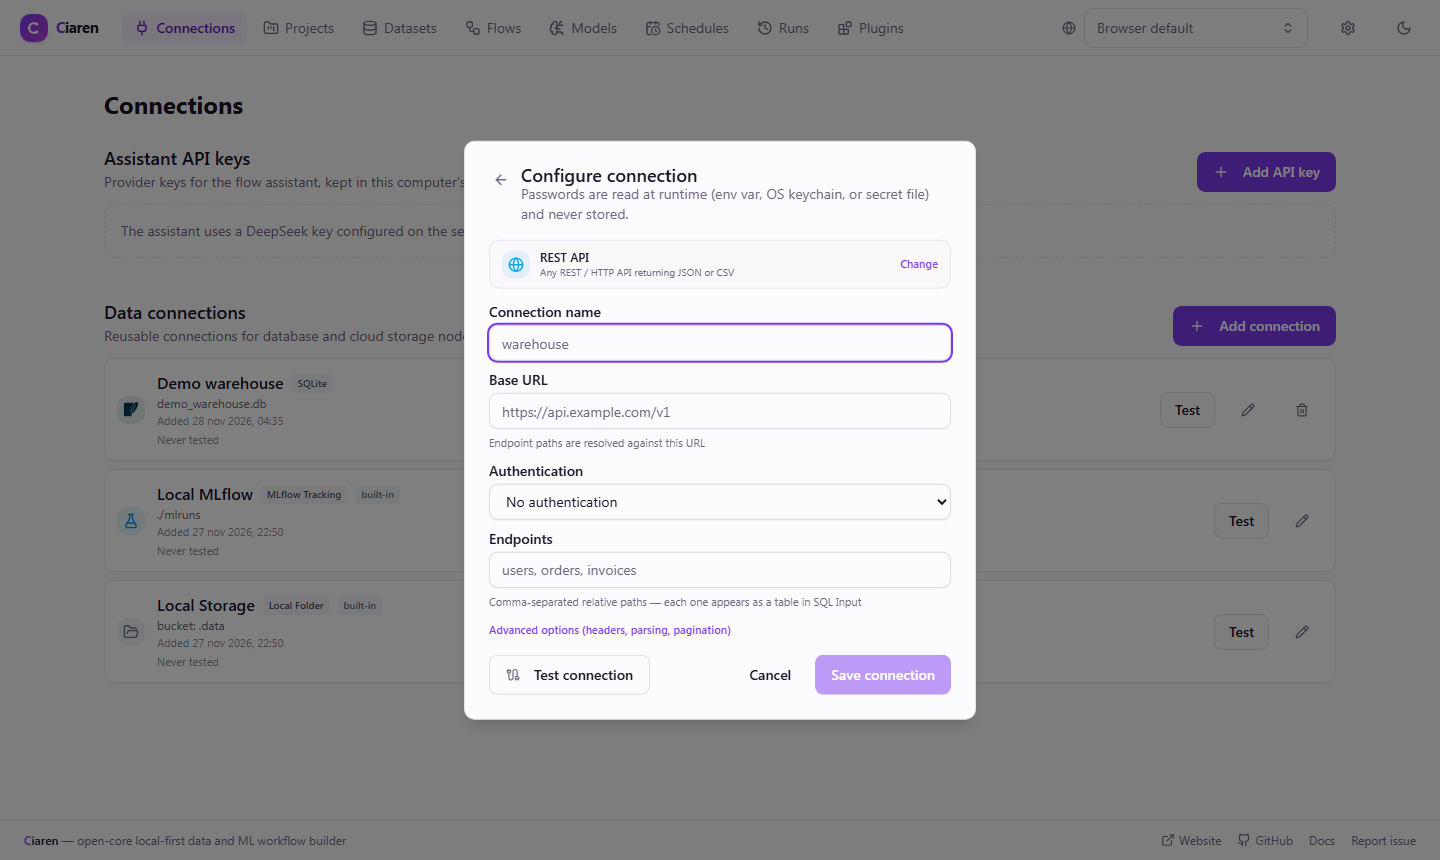 C Ciaren Connections Projects Datasets Flows Models Schedules Runs Plugins Browser default
Connections
Assistant API keys
Provider keys for the flow assistant, kept in this computer's
Add API key
The assistant uses a DeepSeek key configured on the se
Data connections
Reusable connections for database and cloud storage node
Add connection
Demo warehouse SQLite
demo_warehouse.db
Added 28 nov 2026, 04:35
Never tested
Test
Local MLflow MLflow Tracking built-in
./mlruns
Added 27 nov 2026, 22:50
Never tested
Test
Local Storage Local Folder built-in
bucket: .data
Added 27 nov 2026, 22:50
Never tested
Test
Configure connection
Passwords are read at runtime (env var, OS keychain, or secret file)
and never stored.
REST API
Any REST / HTTP API returning JSON or CSV
Change
Connection name
warehouse
Base URL
https://api.example.com/v1
Endpoint paths are resolved against this URL
Authentication
No authentication
Endpoints
users, orders, invoices
Comma-separated relative paths — each one appears as a table in SQL Input
Advanced options (headers, parsing, pagination)
Test connection Cancel Save connection
Ciaren — open-core local-first data and ML workflow builder
Website GitHub Docs Report issue